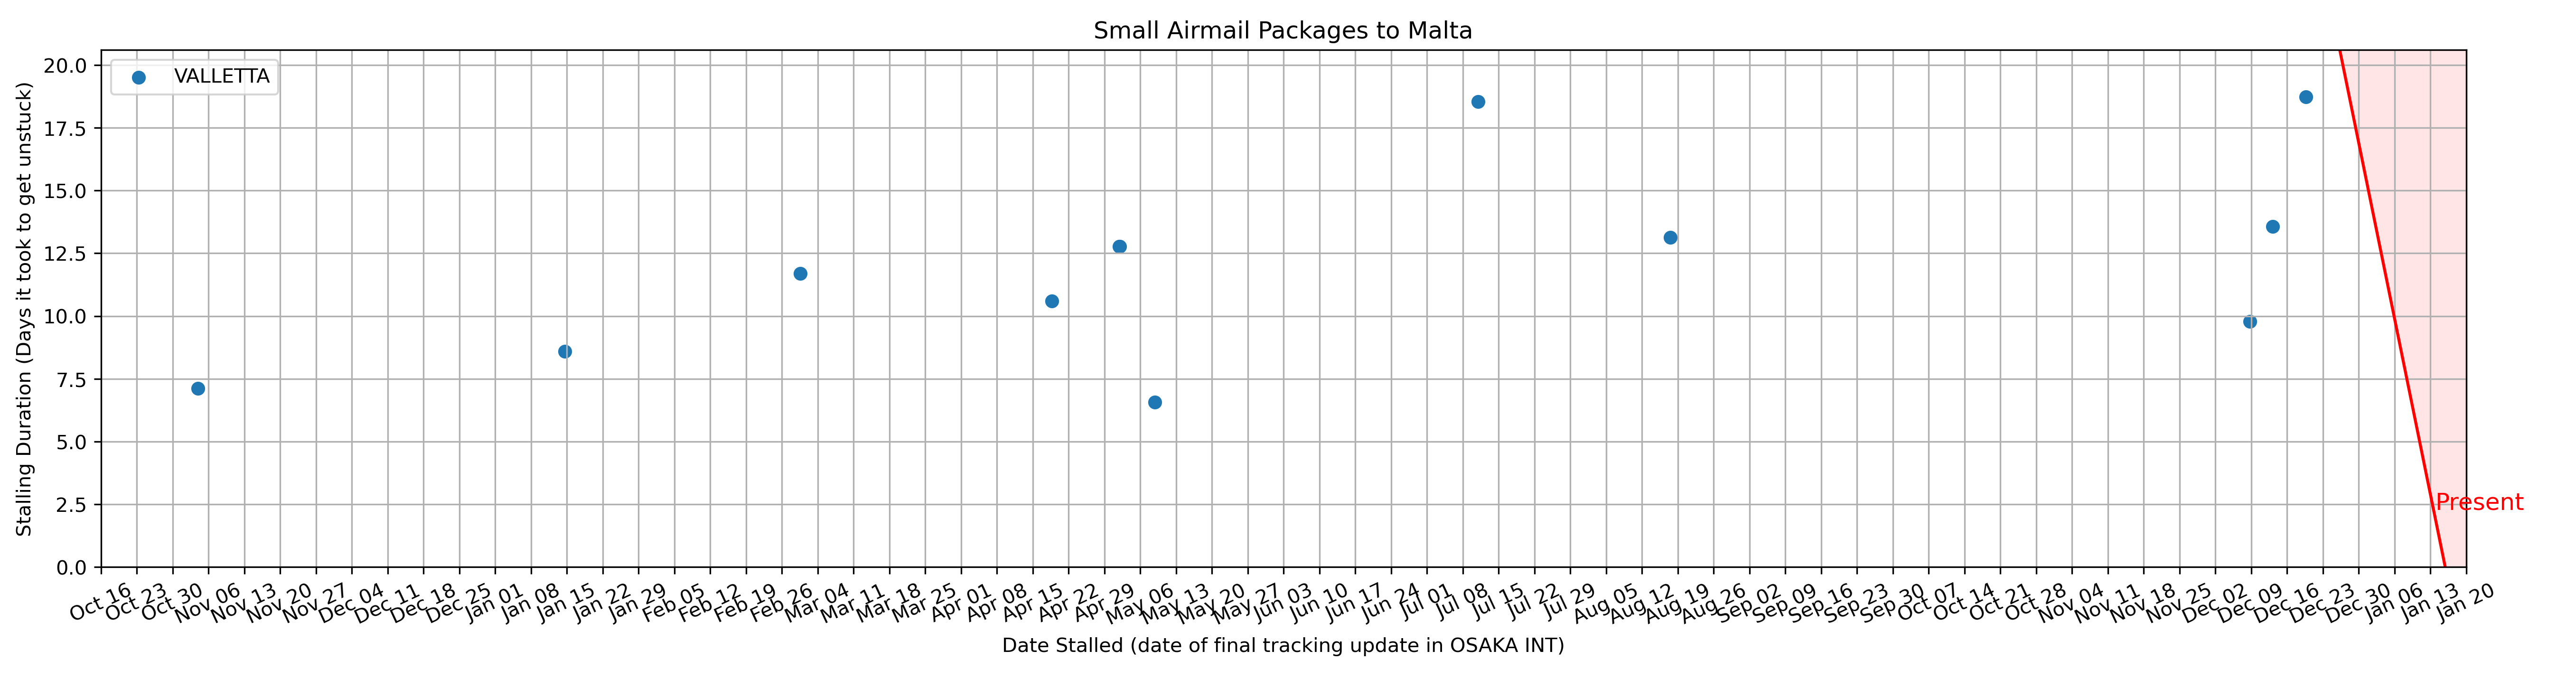 Small Airmail Packages to Malta
VALLETTA
Stalling Duration (Days it took to get unstuck)
20.0
17.5
15.0
12.5
10.0
7.5
5.0
2.5
0.0
Present
Oct 16
Oct 23
Oct 30
Nov 06
Nov 13
Nov 20
Nov 27
Dec 04
Dec 11
Dec 18
Dec 25
Jan 01
Jan 08
Jan 15
Jan 22
Jan 29
Feb 05
Feb 12
Feb 19
Feb 26
Mar 04
Mar 11
Mar 18
Mar 25
Apr 01
Apr 08
Apr 15
Apr 22
Apr 29
May 06
May 13
May 20
May 27
Jun 03
Jun 10
Jun 17
Jun 24
Jul 01
Jul 08
Jul 15
Jul 22
Jul 29
Aug 05
Aug 12
Aug 19
Aug 26
Sep 02
Sep 09
Sep 16
Sep 23
Sep 30
Oct 07
Oct 14
Oct 21
Oct 28
Nov 04
Nov 11
Nov 18
Nov 25
Dec 02
Dec 09
Dec 16
Dec 23
Dec 30
Jan 06
Jan 13
Jan 20
Date Stalled (date of final tracking update in OSAKA INT)